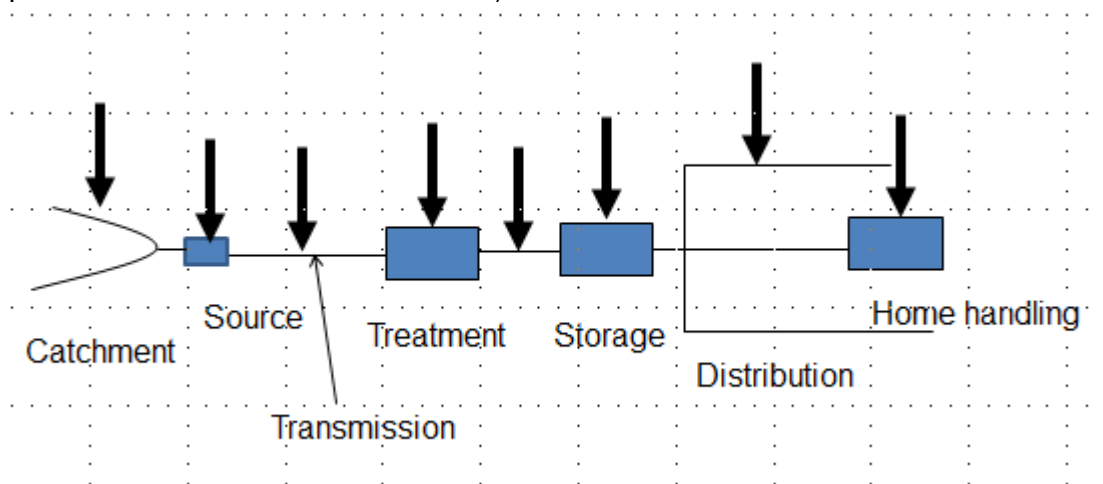 Source
Home handling
Treatment
Storage
Catchment
Distribution
Transmission